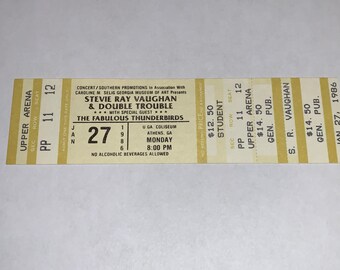 UPPER ARENA
PP 11 12
CONCERT/SOUTHERN PROMOTIONS in Association With
CAROLINE M. SELIG GEORGIA MUSEUM OF ART Presents
STEVIE RAY VAUGHAN
& DOUBLE TROUBLE
WITH SPECIAL GUEST
THE FABULOUS THUNDERBIRDS
JAN 27 1986
@ GA. COLISEUM
ATHENS, GA
MONDAY
8:00 PM
NO ALCOHOLIC BEVERAGES ALLOWED
$12.50
STUDENT
PP 11 12
UPPER ARENA
$14.50
GEN. PUB.
S. R. VAUGHAN
$14.50
GEN. PUB.
JAN 27, 1986